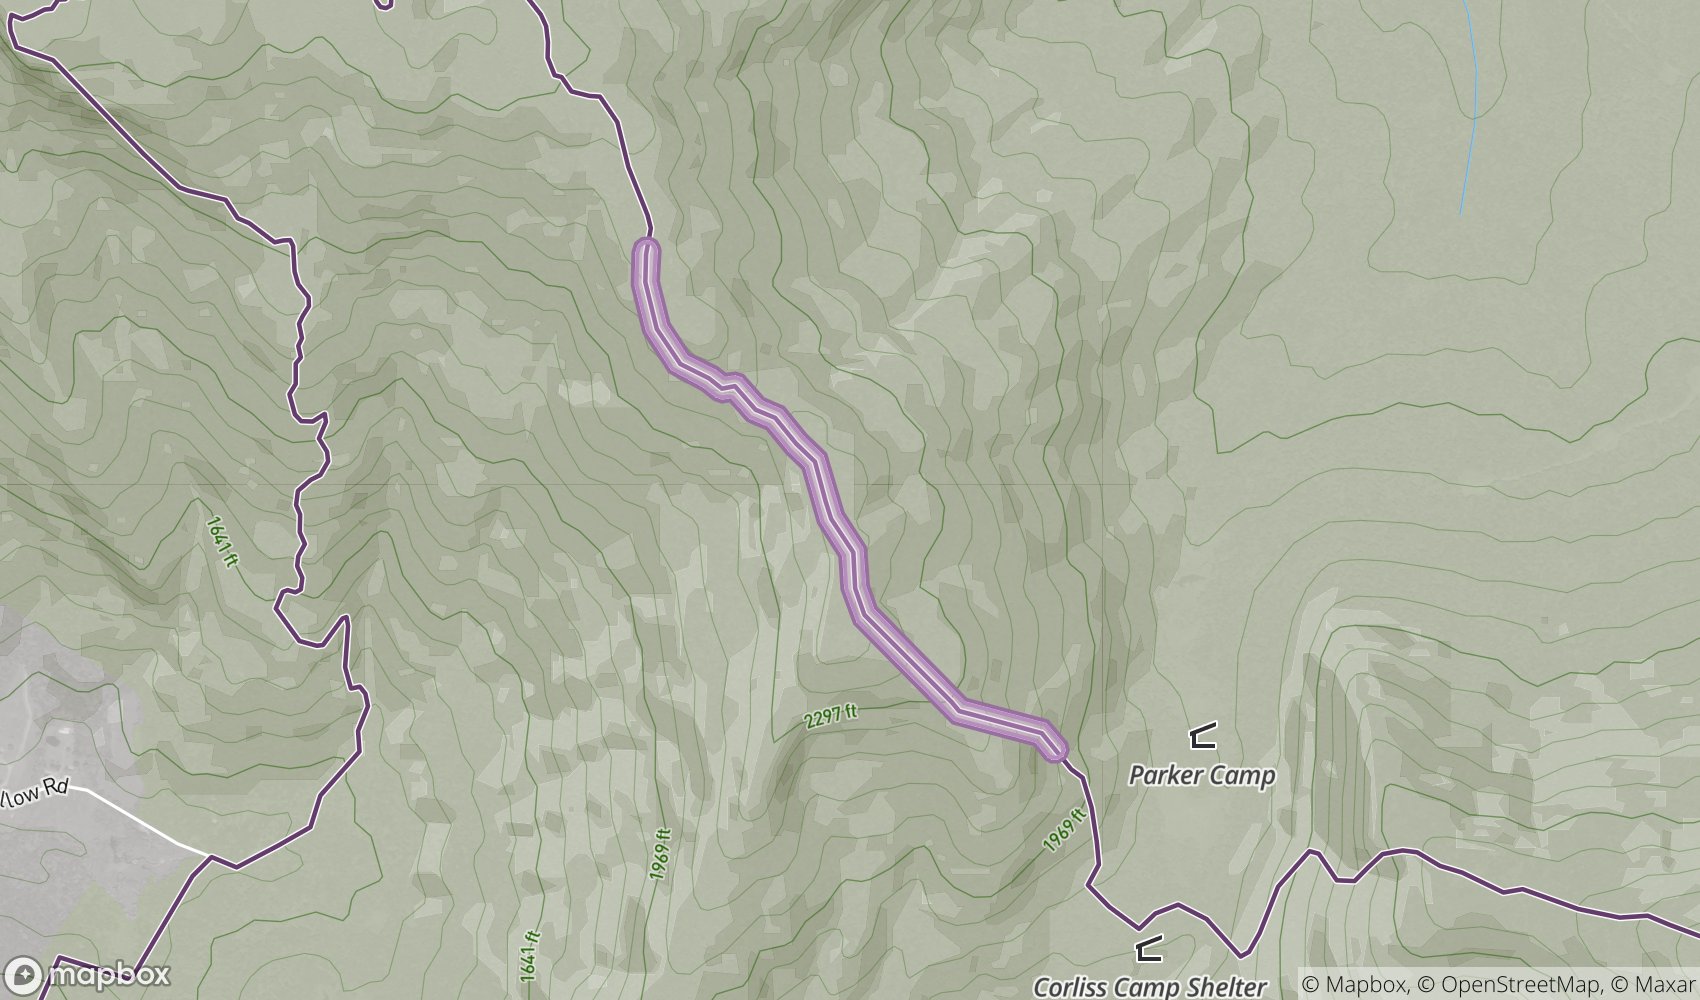 1641 ft
2297 ft
Parker Camp
1969 ft
1969 ft
low Rd
1641 ft
mapbox
Corliss Camp Shelter
© Mapbox, © OpenStreetMap, © Maxar